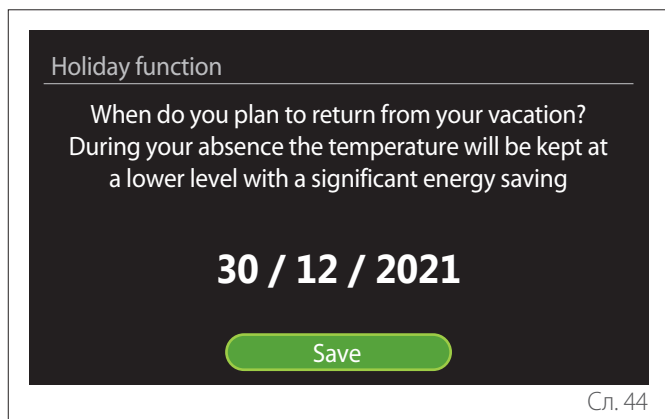 Holiday function
When do you plan to return from your vacation?
During your absence the temperature will be kept at
a lower level with a significant energy saving
30 / 12 / 2021
Save
Сл. 44